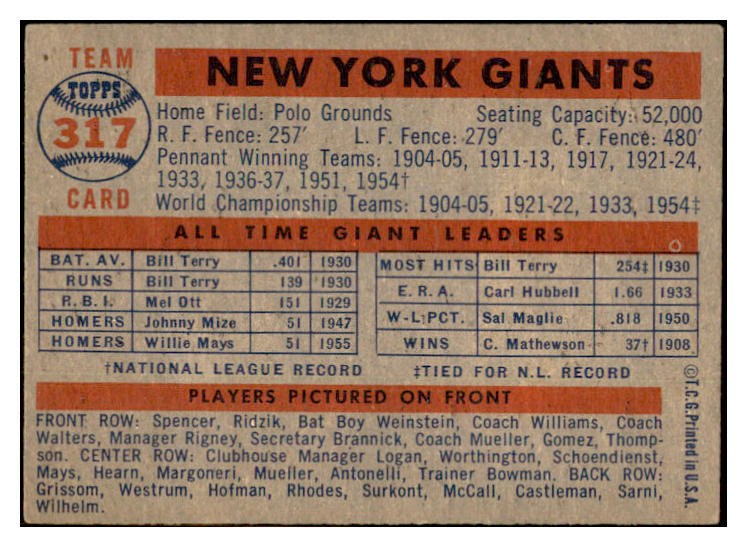 TEAM
TOPPS
317
CARD
NEW YORK GIANTS
Home Field: Polo Grounds Seating Capacity: 52,000
R. F. Fence: 257′ L. F. Fence: 279′ C. F. Fence: 480′
Pennant Winning Teams: 1904-05, 1911-13, 1917, 1921-24,
1933, 1936-37, 1951, 1954†
World Championship Teams: 1904-05, 1921-22, 1933, 1954‡
ALL TIME GIANT LEADERS
BAT. AV. Bill Terry .401 1930
RUNS Bill Terry 139 1930
R.B.I. Mel Ott 151 1929
HOMERS Johnny Mize 51 1947
HOMERS Willie Mays 51 1955
MOST HITS Bill Terry 254‡ 1930
E.R.A. Carl Hubbell 1.66 1933
W-L PCT. Sal Maglie .818 1950
WINS C. Mathewson 37† 1908
†NATIONAL LEAGUE RECORD ‡TIED FOR N.L. RECORD
PLAYERS PICTURED ON FRONT
FRONT ROW: Spencer, Ridzik, Bat Boy Weinstein, Coach Williams, Coach
Walters, Manager Rigney, Secretary Brannick, Coach Mueller, Gomez, Thomp-
son. CENTER ROW: Clubhouse Manager Logan, Worthington, Schoendienst,
Mays, Hearn, Margoneri, Mueller, Antonelli, Trainer Bowman. BACK ROW:
Grissom, Westrum, Hofman, Rhodes, Surkont, McCall, Castleman, Sarni,
Wilhelm.
©T.C.G. Printed in U.S.A.